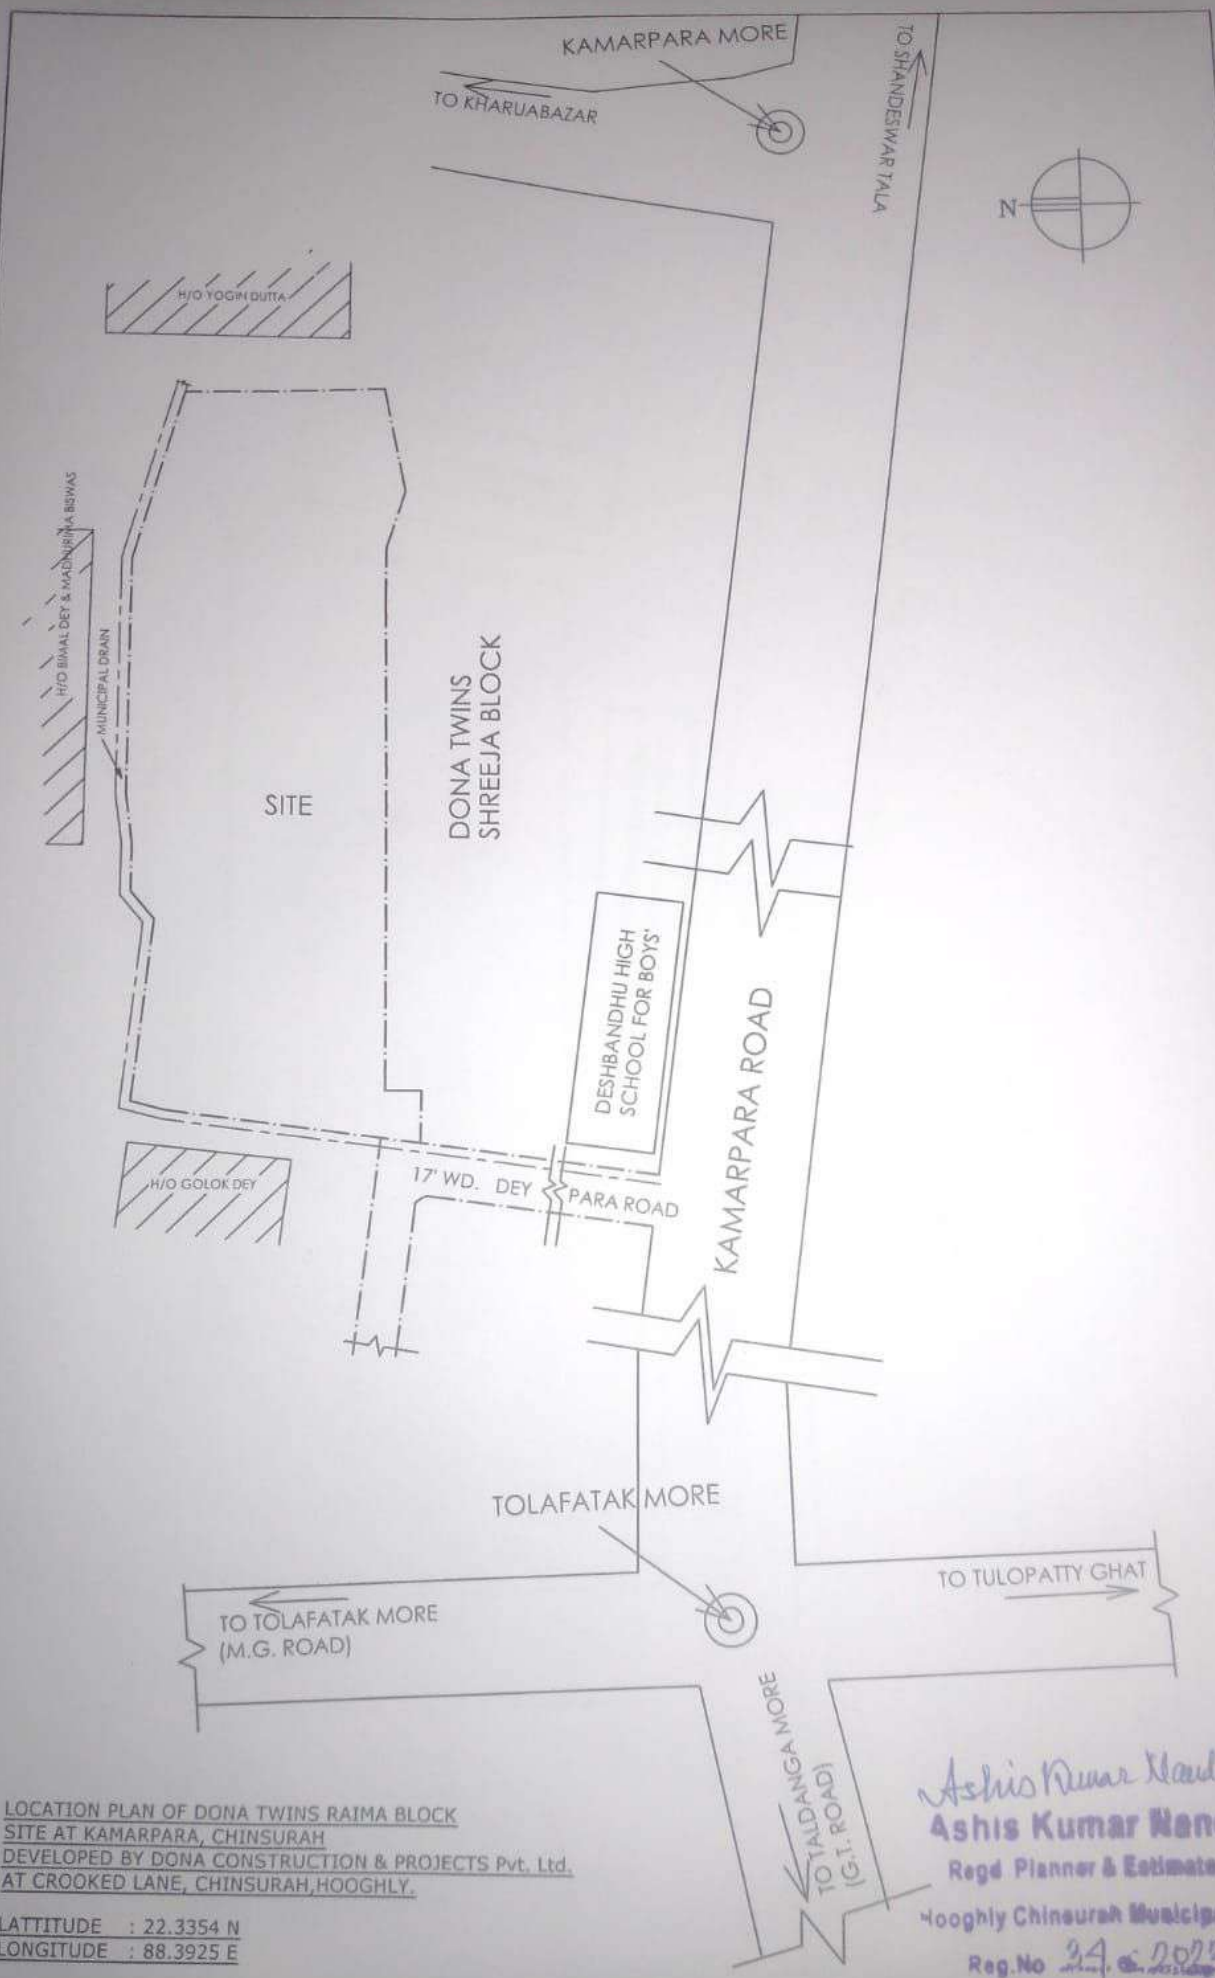 KAMARPARA MORE
TO KHARUABAZAR
TO SHANDESWAR TALA
N
H/O YOGIN DUTTA
H/O BIMAL DEY & MADHURIMA BISWAS
MUNICIPAL DRAIN
SITE
DONA TWINS
SHREEJA BLOCK
DESHBANDHU HIGH
SCHOOL FOR BOYS'
KAMARPARA ROAD
H/O GOLOK DEY
17' WD. DEY PARA ROAD
TOLAFATAK MORE
TO TOLAFATAK MORE
(M.G. ROAD)
TO TULOPATTY GHAT
TO TALDANGA MORE
(G.T. ROAD)
LOCATION PLAN OF DONA TWINS RAIMA BLOCK
SITE AT KAMARPARA, CHINSURAH
DEVELOPED BY DONA CONSTRUCTION & PROJECTS Pvt. Ltd.
AT CROOKED LANE, CHINSURAH,HOOGHLY.
LATTITUDE : 22.3354 N
LONGITUDE : 88.3925 E
Ashis Kumar
Ashis Kumar Nan
Regd Planner & Estimate
Hooghly Chinsurah Municip
Reg.No